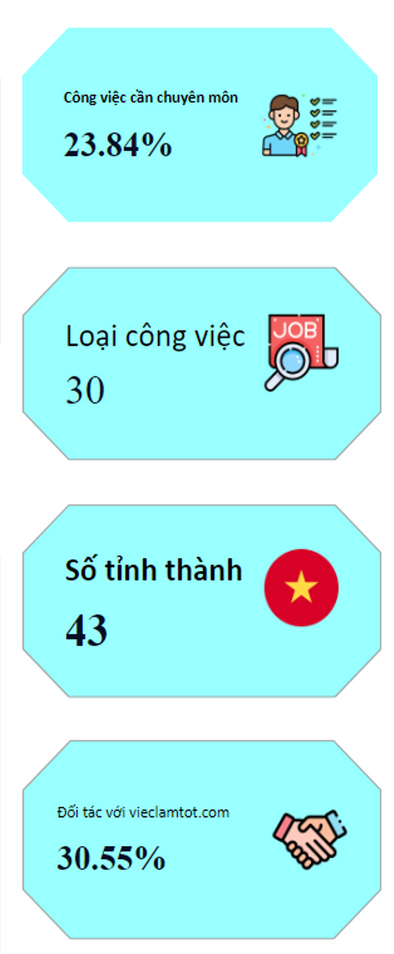 Công việc cần chuyên môn
23.84%
Loại công việc
JOB
30
Số tỉnh thành
43
Đối tác với vieclamtot.com
30.55%